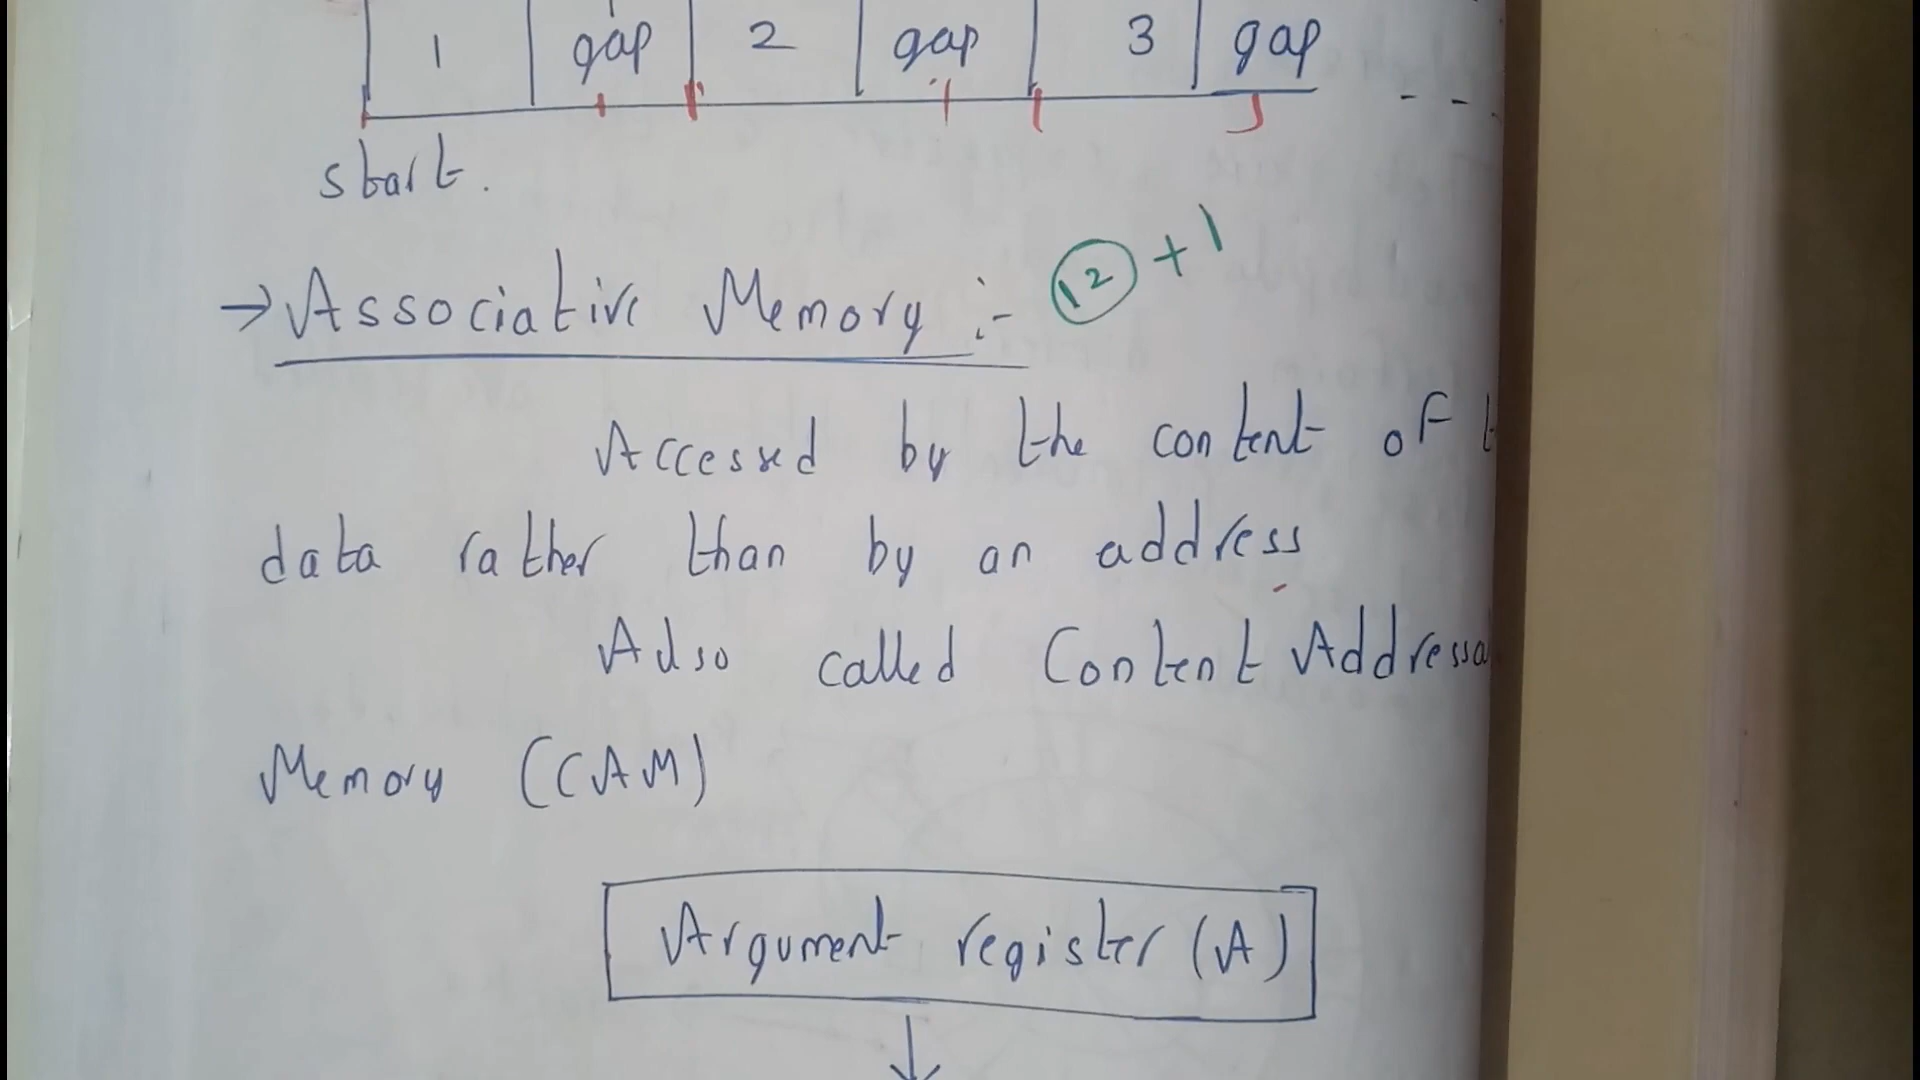 1 gap 2 gap 3 gap - -
start.
→ Associative Memory :- 12 + 1
Accessed by the content of t
data rather than by an address
Also called Content Addressa
Memory (CAM)
Argument register (A)